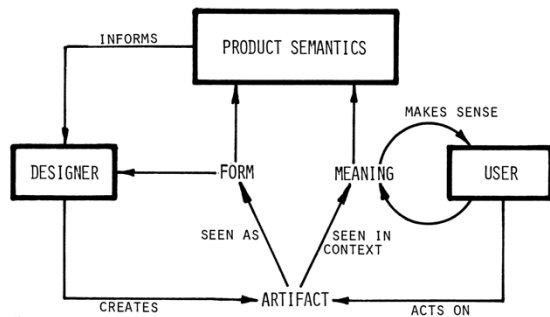 INFORMS
PRODUCT SEMANTICS
MAKES SENSE
DESIGNER
FORM
MEANING
USER
SEEN AS
SEEN IN
CONTEXT
CREATES
ARTIFACT
ACTS ON